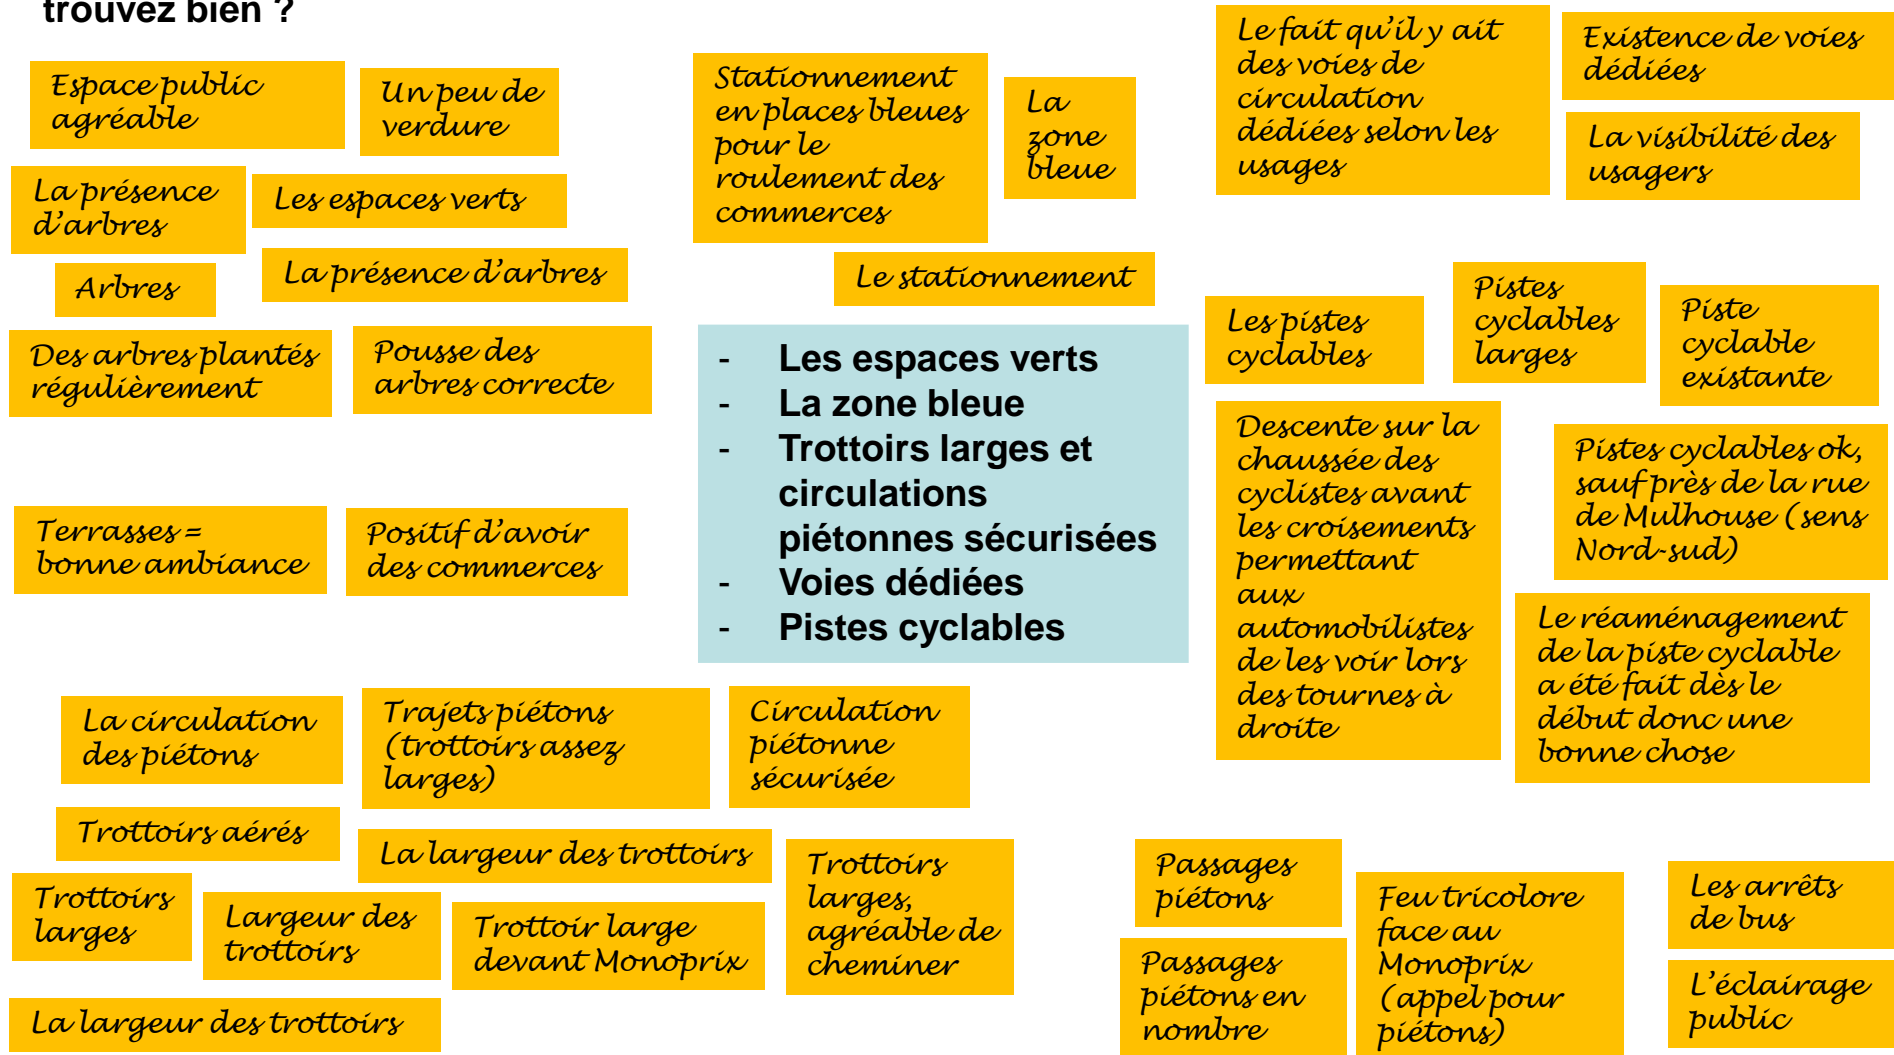 trouvez bien ?
Espace public
agréable
Un peu de
verdure
La présence
d'arbres
Les espaces verts
Arbres
La présence d'arbres
Des arbres plantés
régulièrement
Pousse des
arbres correcte
Terrasses =
bonne ambiance
Positif d'avoir
des commerces
Stationnement
en places bleues
pour le
roulement des
commerces
La
zone
bleue
Le stationnement
- Les espaces verts
- La zone bleue
- Trottoirs larges et
circulations
piétonnes sécurisées
- Voies dédiées
- Pistes cyclables
Le fait qu'il y ait
des voies de
circulation
dédiées selon les
usages
Existence de voies
dédiées
La visibilité des
usagers
Les pistes
cyclables
Pistes
cyclables
larges
Piste
cyclable
existante
Descente sur la
chaussée des
cyclistes avant
les croisements
permettant
aux
automobilistes
de les voir lors
des tournes à
droite
Pistes cyclables ok,
sauf près de la rue
de Mulhouse (sens
Nord-sud)
Le réaménagement
de la piste cyclable
a été fait dès le
début donc une
bonne chose
La circulation
des piétons
Trajets piétons
(trottoirs assez
larges)
Circulation
piétonne
sécurisée
Trottoirs aérés
La largeur des trottoirs
Trottoirs
larges
Largeur des
trottoirs
Trottoir large
devant Monoprix
Trottoirs
larges,
agréable de
cheminer
La largeur des trottoirs
Passages
piétons
Passages
piétons en
nombre
Feu tricolore
face au
Monoprix
(appel pour
piétons)
Les arrêts
de bus
L'éclairage
public